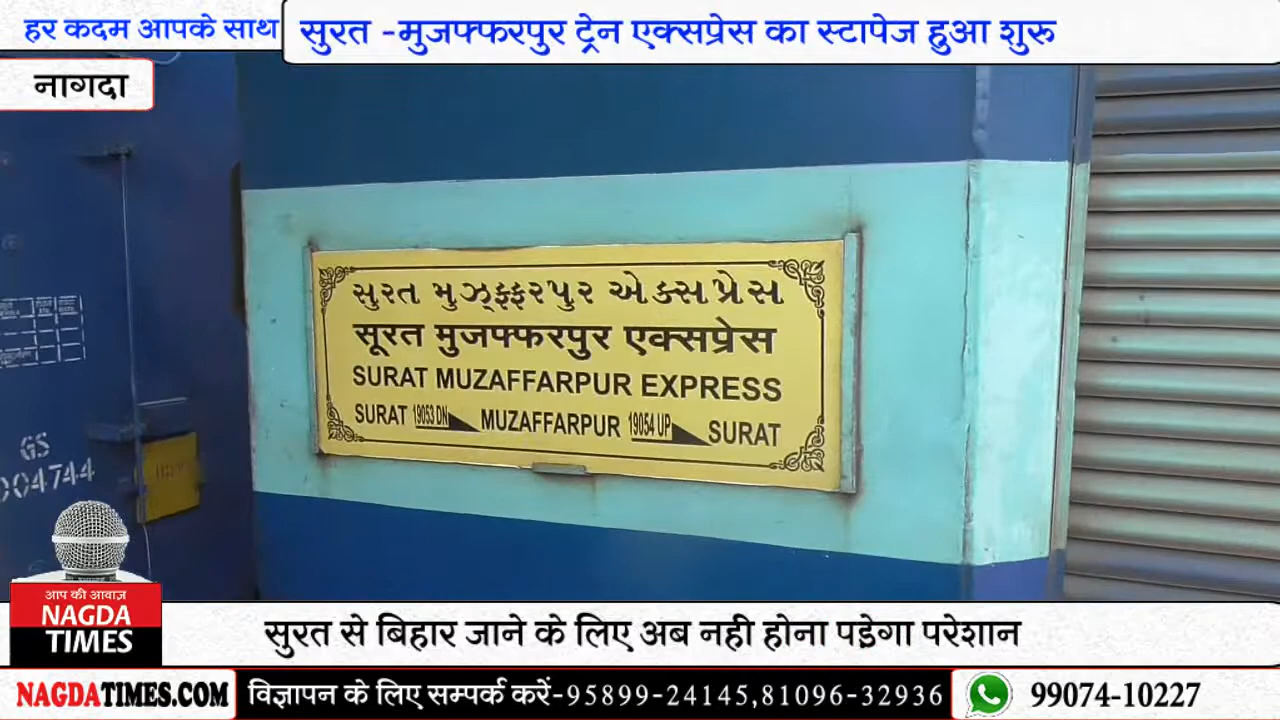 हर कदम आपके साथ
सुरत -मुजफ्फरपुर ट्रेन एक्सप्रेस का स्टापेज हुआ शुरु
नागदा
સુરત મુઝફ્ફરપુર એક્સપ્રેસ
सूरत मुजफ्फरपुर एक्सप्रेस
SURAT MUZAFFARPUR EXPRESS
SURAT 19053 DN MUZAFFARPUR 19054 UP SURAT
GS
004744
आप की आवाज़
NAGDA
TIMES
सुरत से बिहार जाने के लिए अब नही होना पड़ेगा परेशान
NAGDATIMES.COM
विज्ञापन के लिए सम्पर्क करें-95899-24145,81096-32936
99074-10227